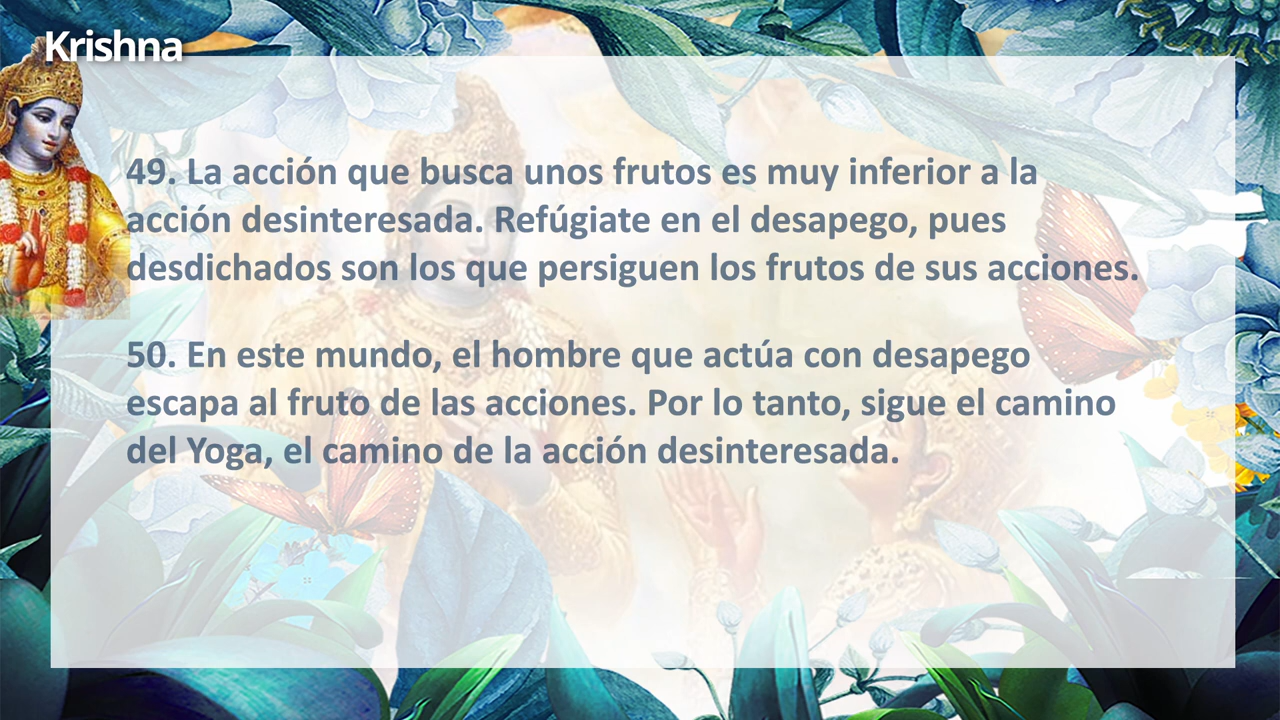 Krishna
49. La acción que busca unos frutos es muy inferior a la
acción desinteresada. Refúgiate en el desapego, pues
desdichados son los que persiguen los frutos de sus acciones.
50. En este mundo, el hombre que actúa con desapego
escapa al fruto de las acciones. Por lo tanto, sigue el camino
del Yoga, el camino de la acción desinteresada.